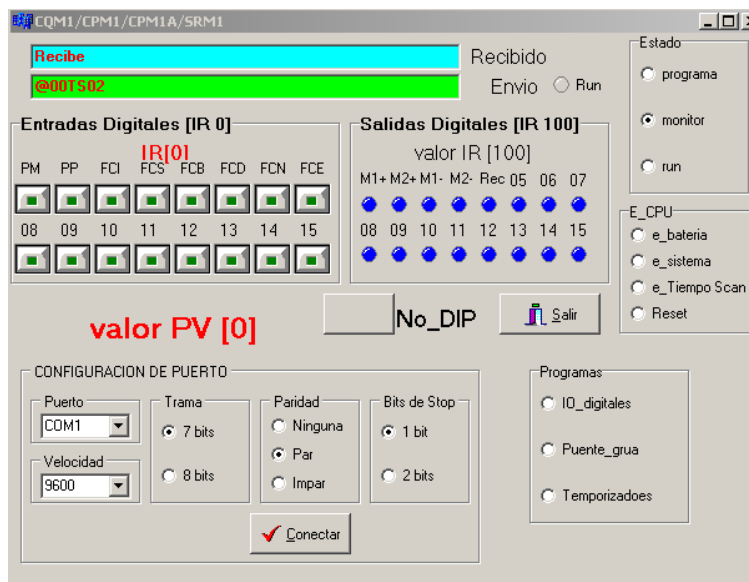 CQM1/CPM1/CPM1A/SRM1
Recibe
Recibido
@00TS02
Envio
Run
Estado
programa
monitor
run
Entradas Digitales [IR 0]
IR[0]
PM PP FCI FCS FCB FCD FCN FCE
08 09 10 11 12 13 14 15
Salidas Digitales [IR 100]
valor IR [100]
M1+ M2+ M1- M2- Rec 05 06 07
08 09 10 11 12 13 14 15
E_CPU
e_bateria
e_sistema
e_Tiempo Scan
Reset
valor PV [0]
No_DIP
Salir
CONFIGURACION DE PUERTO
Puerto
COM1
Velocidad
9600
Trama
7 bits
8 bits
Paridad
Ninguna
Par
Impar
Bits de Stop
1 bit
2 bits
Conectar
Programas
IO_digitales
Puente_grua
Temporizadoes